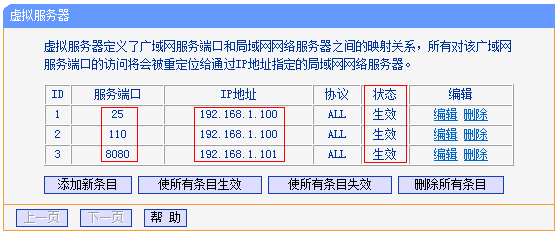 虚拟服务器
虚拟服务器定义了广域网服务端口和局域网网络服务器之间的映射关系，所有对该广域网
服务端口的访问将会被重定位给通过IP地址指定的局域网网络服务器。
ID 服务端口 IP地址 协议 状态 编辑
1 25 192.168.1.100 ALL 生效 编辑 删除
2 110 192.168.1.100 ALL 生效 编辑 删除
3 8080 192.168.1.101 ALL 生效 编辑 删除
添加新条目 使所有条目生效 使所有条目失效 删除所有条目
上一页 下一页 帮 助